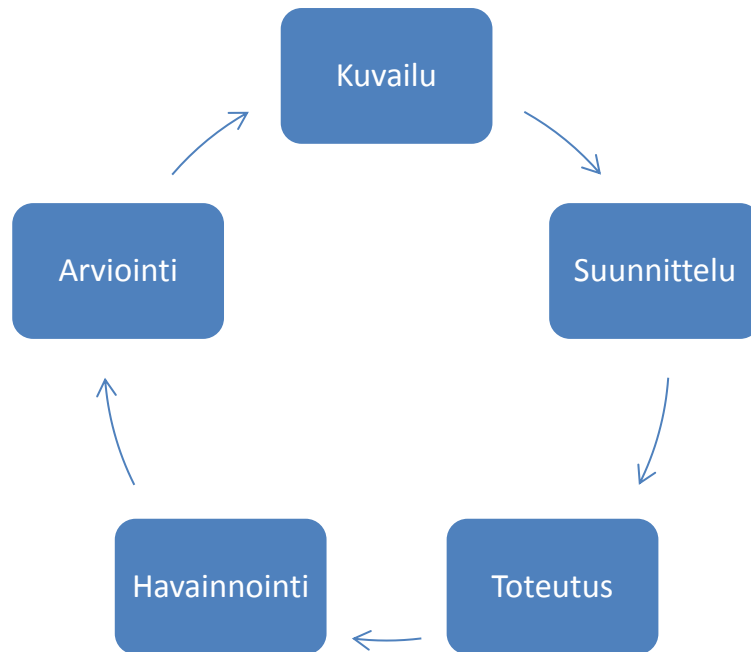 Kuvailu
Suunnittelu
Toteutus
Havainnointi
Arviointi